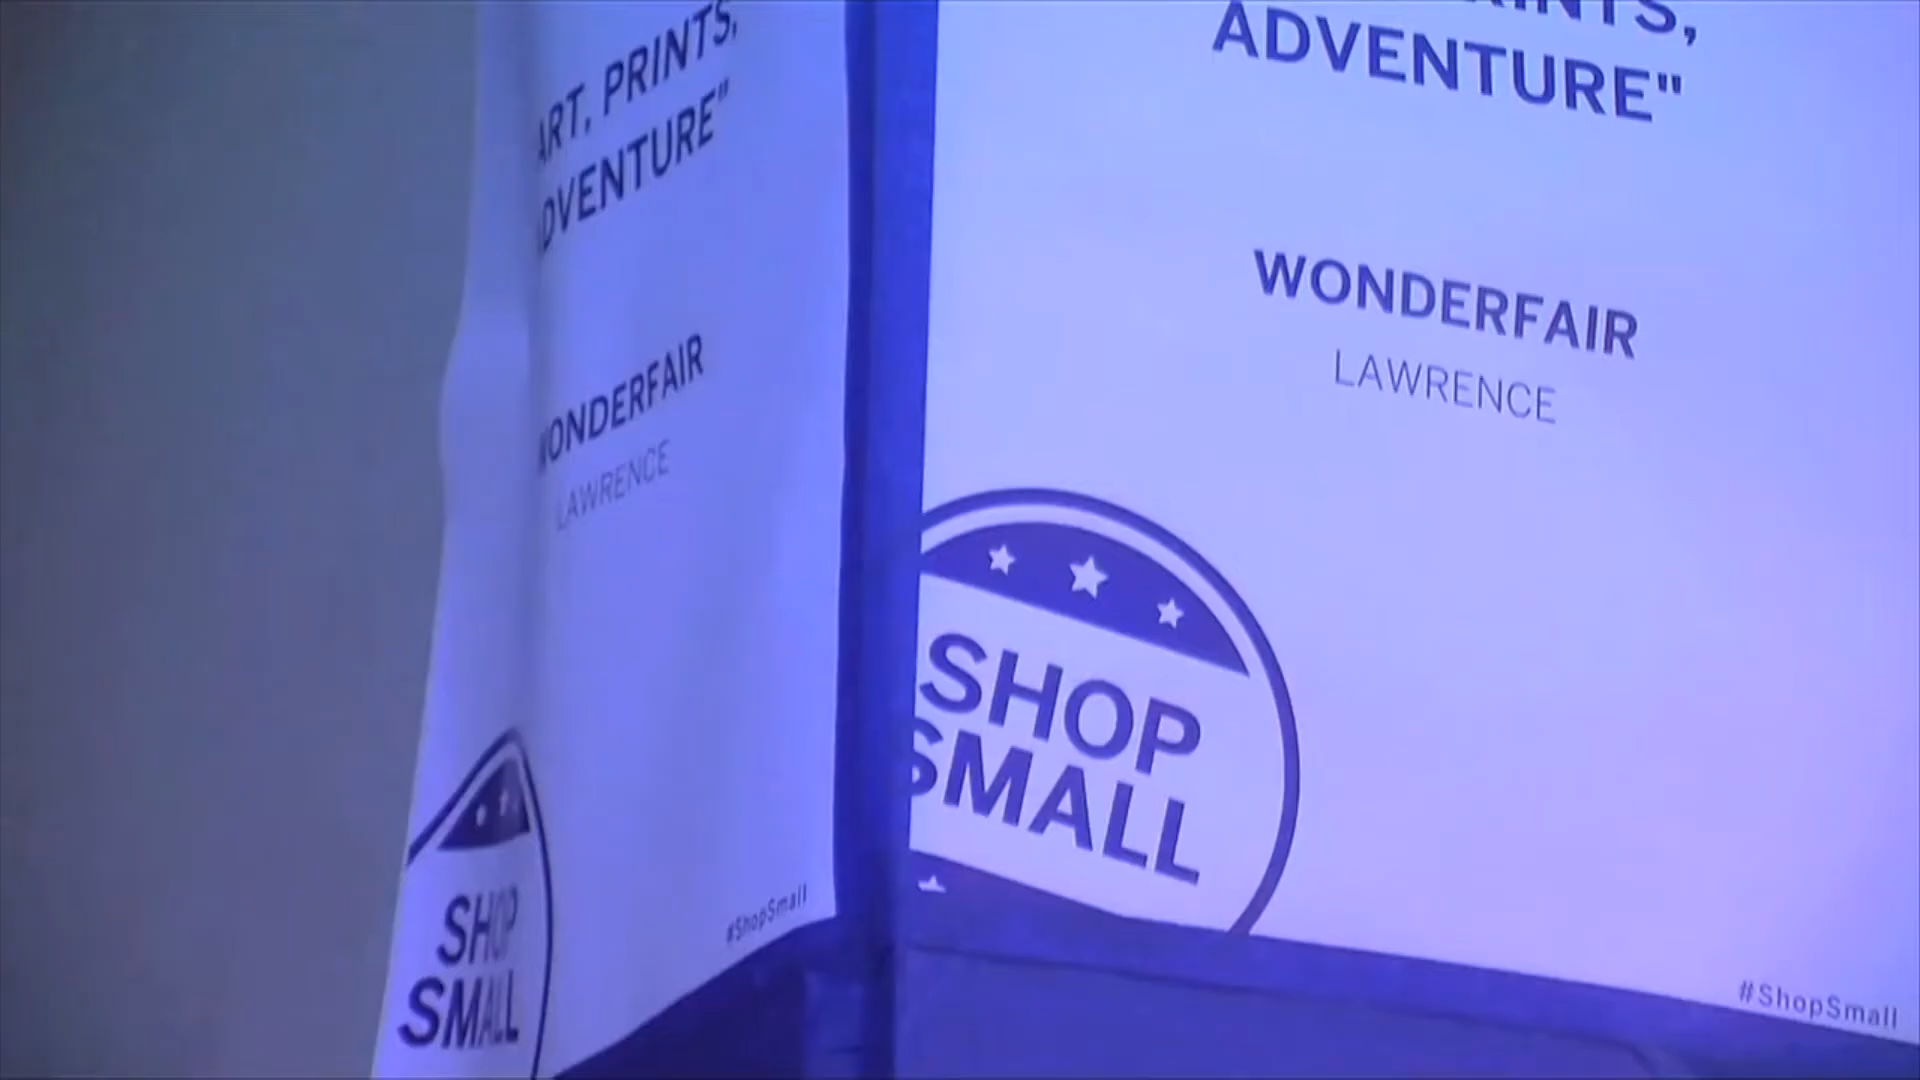 ART, PRINTS,
ADVENTURE"
WONDERFAIR
LAWRENCE
SHOP
SMALL
#ShopSmall
ADVENTURE"
WONDERFAIR
LAWRENCE
SHOP
SMALL
#ShopSmall